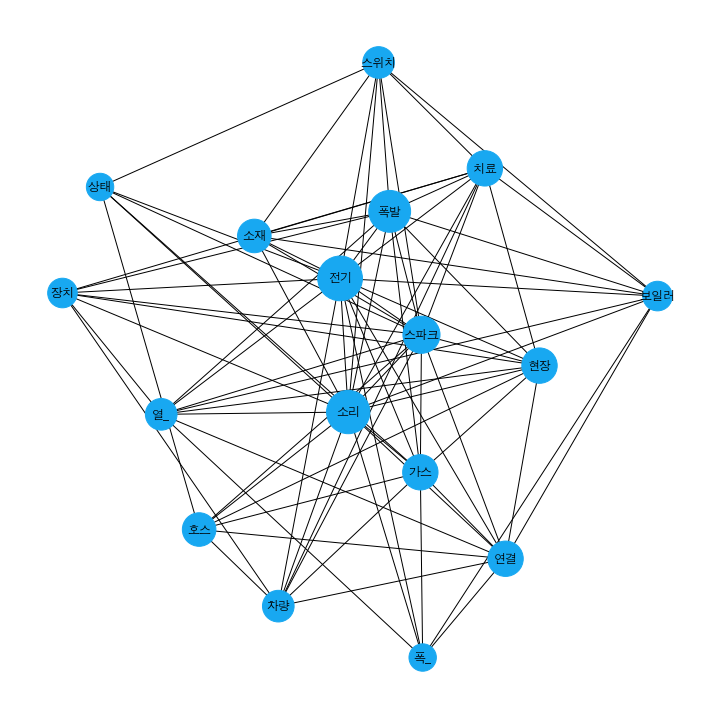 스위치
치료
상태
폭발
소재
전기
장치
보일러
스파크
현장
소리
열_
가스
호스
연결
차량
폭_